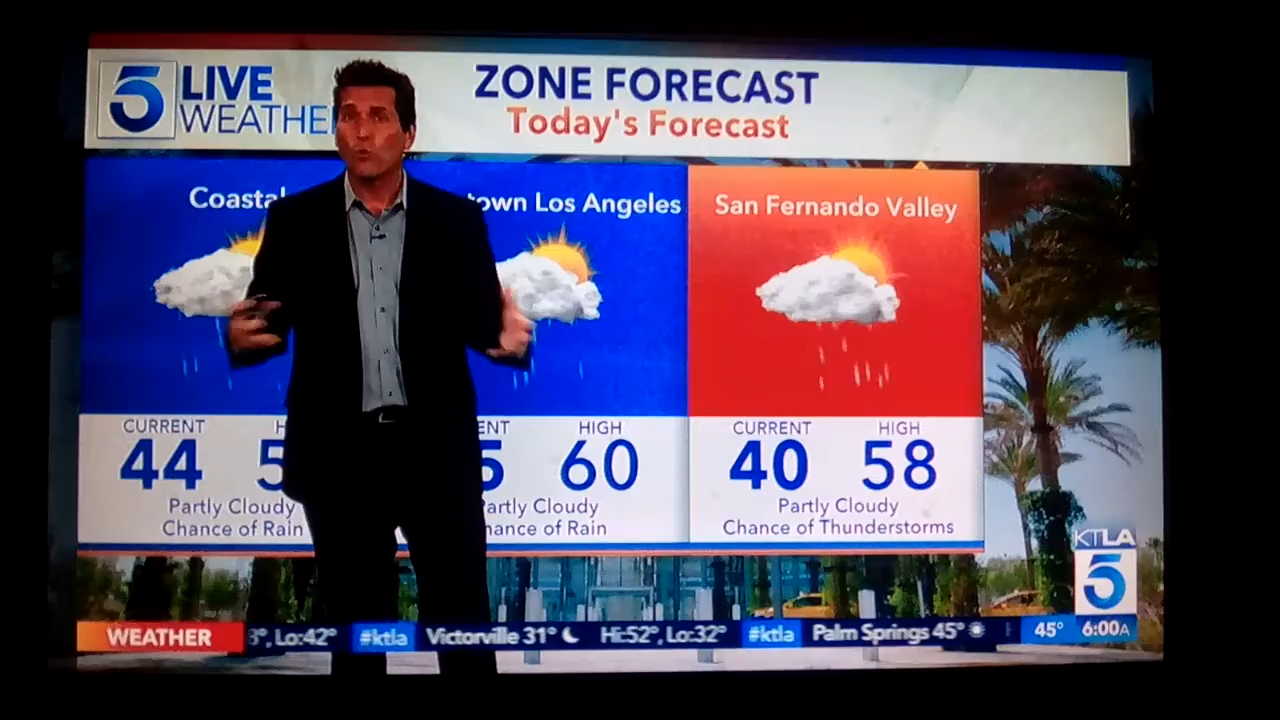 5 LIVE
WEATHE
ZONE FORECAST
Today's Forecast
Coastal
town Los Angeles
San Fernando Valley
CURRENT
44 5
Partly Cloudy
Chance of Rain
ENT HIGH
5 60
Partly Cloudy
hance of Rain
CURRENT HIGH
40 58
Partly Cloudy
Chance of Thunderstorms
KTLA
5
WEATHER
°, Lo:42° #ktla Victorville 31° Hi:52°, Lo:32° #ktla Palm Springs 45°
45° 6:00A